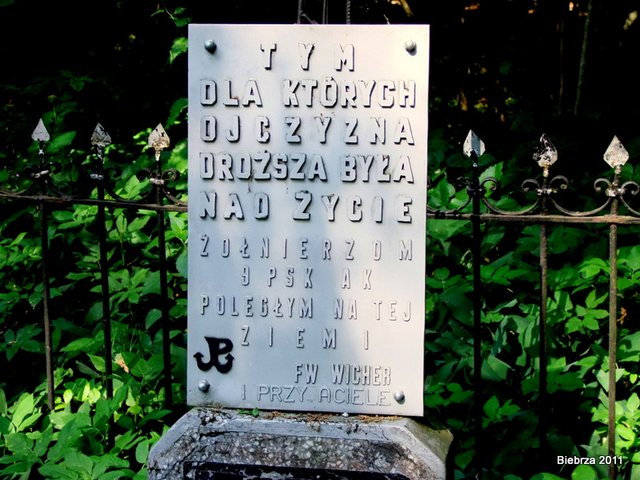 TYM
DLA KTÓRYCH
OJCZYZNA
DROŻSZA BYŁA
NAD ŻYCIE
ŻOŁNIERZOM
9 PSK AK
POLEGŁYM NA TEJ
ZIEMI
FW WICHER
I PRZYJACIELE
Biebrza 2011